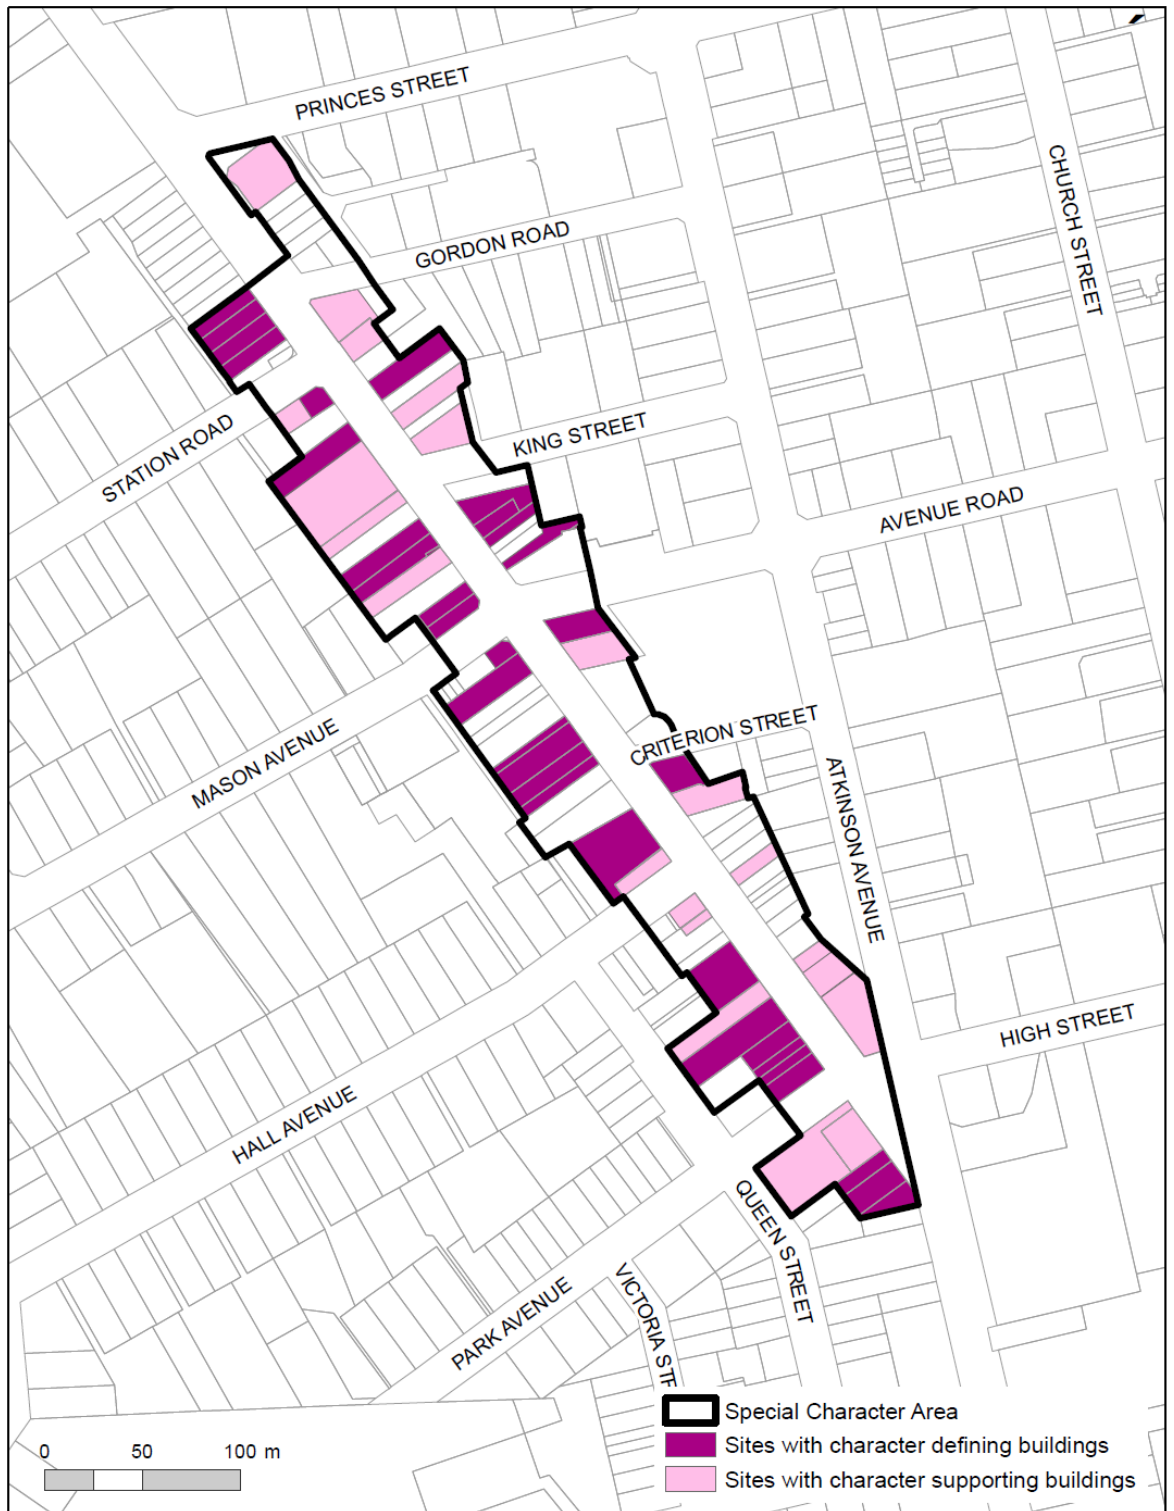 PRINCES STREET
CHURCH STREET
GORDON ROAD
KING STREET
STATION ROAD
AVENUE ROAD
CRITERION STREET
MASON AVENUE
ATKINSON AVENUE
HIGH STREET
HALL AVENUE
QUEEN STREET
PARK AVENUE
VICTORIA STR
Special Character Area
Sites with character defining buildings
Sites with character supporting buildings
0 50 100 m